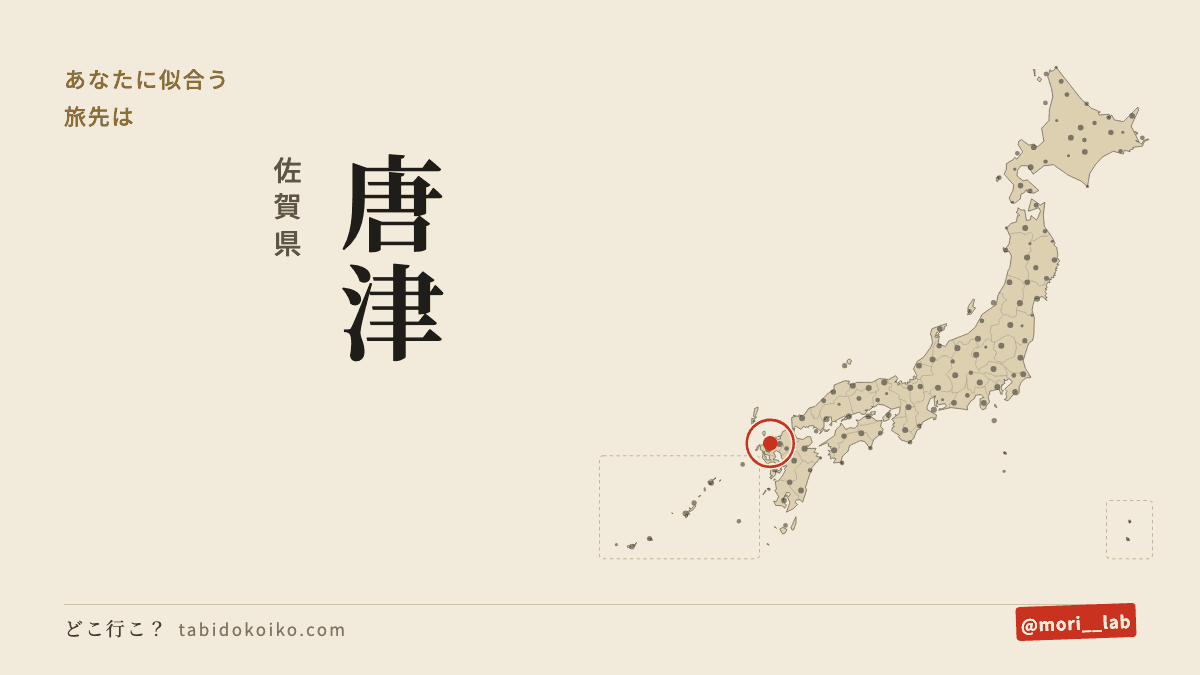 あなたに似合う
旅先は
唐津
佐賀県
どこ行こ？ tabidokoiko.com
@mori__lab